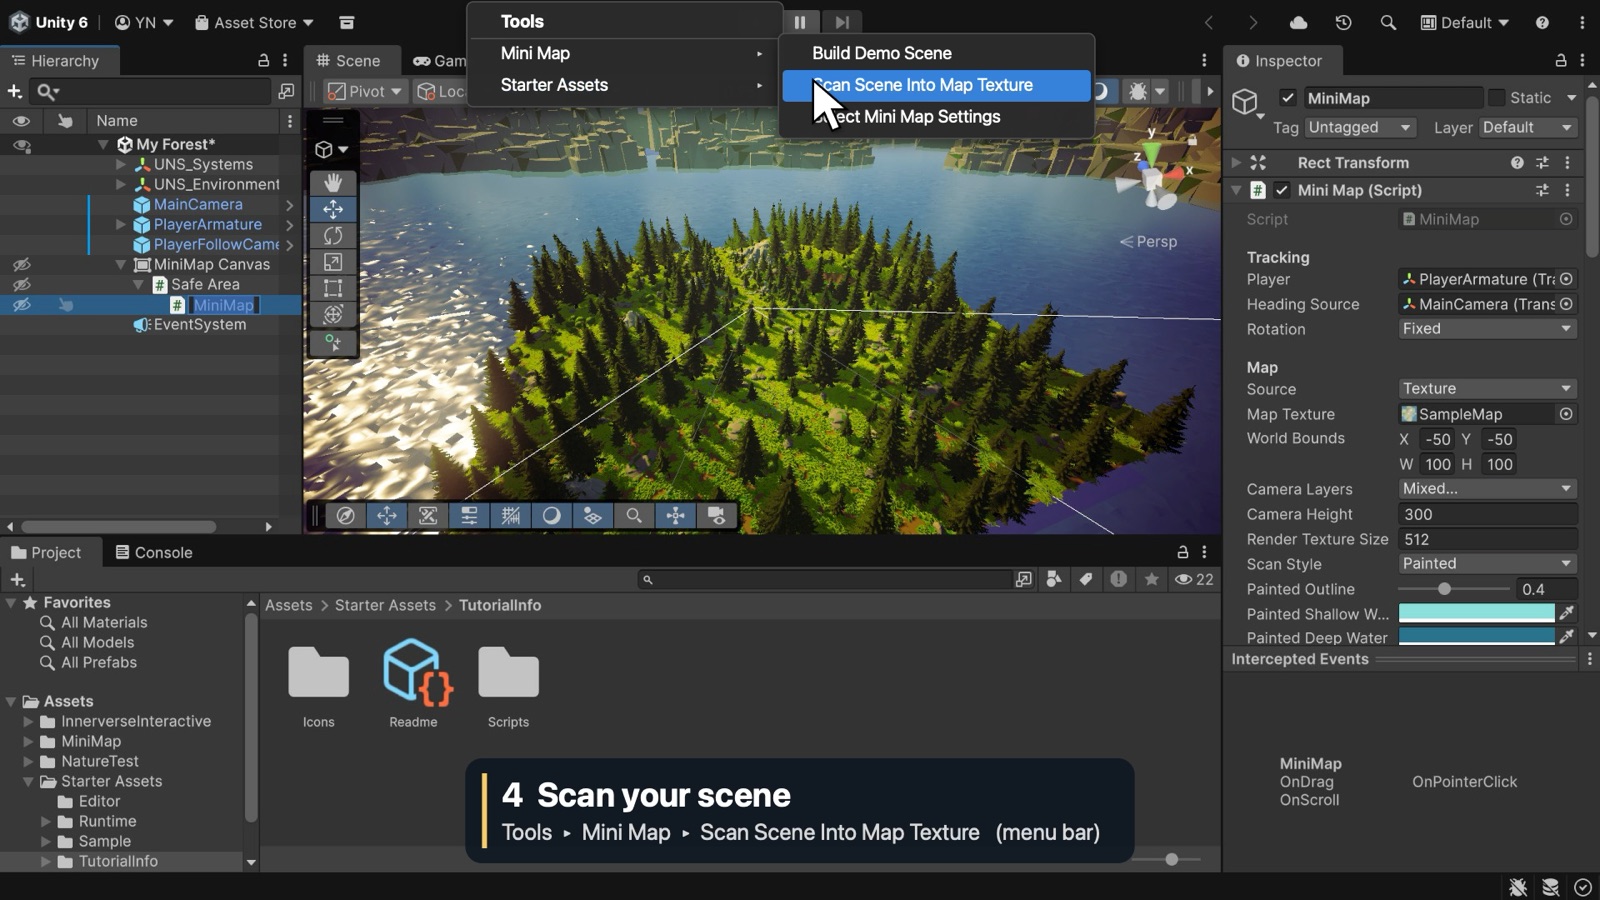 Unity 6
YN
Asset Store
Default
Tools
Mini Map
Starter Assets
Build Demo Scene
Scan Scene Into Map Texture
Mini Map Settings
Hierarchy
Scene
Pivot
Name
My Forest*
UNS_Systems
UNS_Environment
MainCamera
PlayerArmature
PlayerFollowCame
MiniMap Canvas
Safe Area
MiniMap
EventSystem
y
z
x
Persp
Inspector
MiniMap
Static
Tag Untagged
Layer Default
Rect Transform
Mini Map (Script)
Script
MiniMap
Tracking
Player
PlayerArmature (Tra
Heading Source
MainCamera (Trans
Rotation
Fixed
Map
Source
Texture
Map Texture
SampleMap
World Bounds
X -50 Y -50
W 100 H 100
Camera Layers
Mixed...
Camera Height
300
Render Texture Size
512
Scan Style
Painted
Painted Outline
0.4
Painted Shallow W...
Painted Deep Water
Intercepted Events
MiniMap
OnDrag
OnPointerClick
OnScroll
Project
Console
22
Favorites
All Materials
All Models
All Prefabs
Assets
InnerverseInteractive
MiniMap
NatureTest
Starter Assets
Editor
Runtime
Sample
TutorialInfo
Assets > Starter Assets > TutorialInfo
Icons
Readme
Scripts
4 Scan your scene
Tools ▸ Mini Map ▸ Scan Scene Into Map Texture (menu bar)